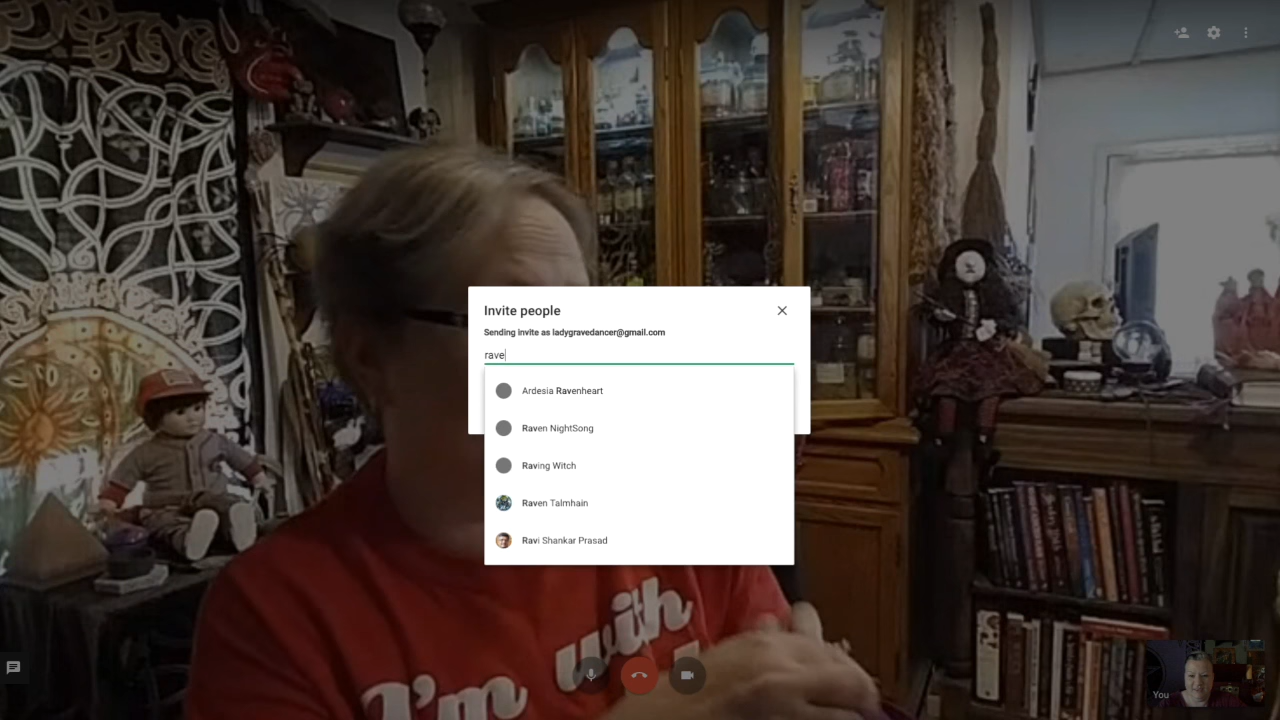 Invite people
Sending invite as ladygravedancer@gmail.com
rave
Ardesia Ravenheart
Raven NightSong
Raving Witch
Raven Talmhain
Ravi Shankar Prasad
I'm with
You